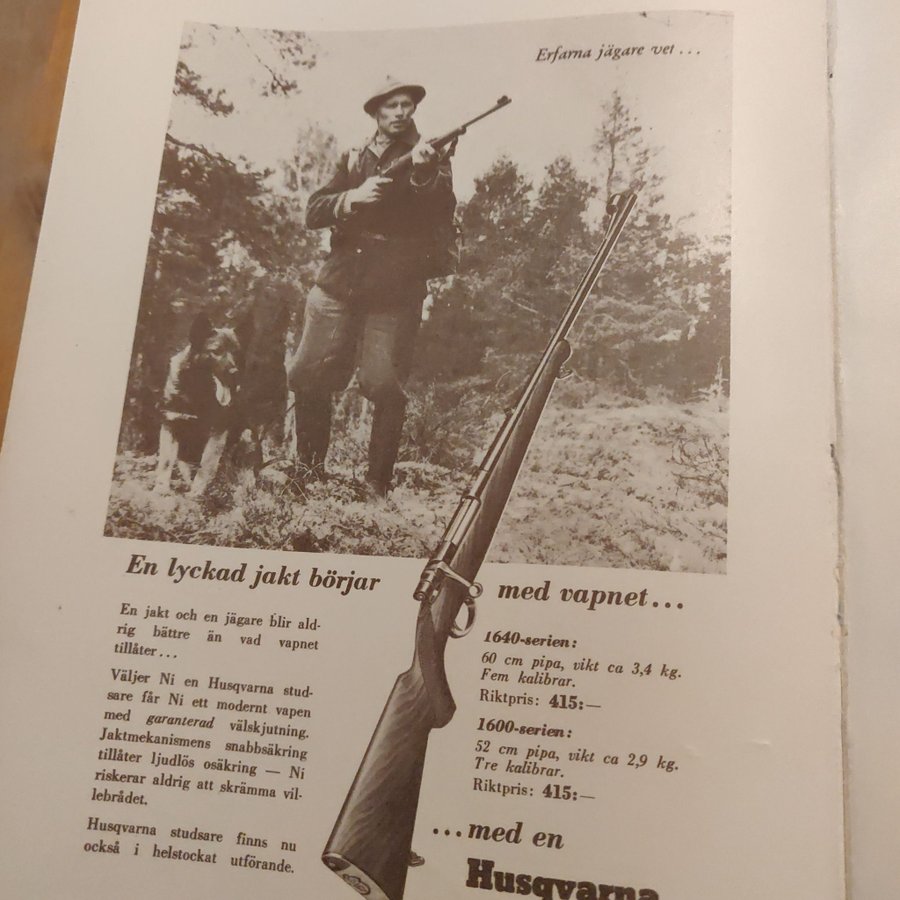 Erfarna jägare vet ...
En lyckad jakt börjar
med vapnet...
En jakt och en jägare blir ald-
rig bättre än vad vapnet
tillåter...
Väljer Ni en Husqvarna stud-
sare får Ni ett modernt vapen
med garanterad välskjutning.
Jaktmekanismens snabbsäkring
tillåter ljudlös osäkring — Ni
riskerar aldrig att skrämma vil-
lebrådet.
Husqvarna studsare finns nu
också i helstockat utförande.
1640-serien:
60 cm pipa, vikt ca 3,4 kg.
Fem kalibrar.
Riktpris: 415:—
1600-serien:
52 cm pipa, vikt ca 2,9 kg.
Tre kalibrar.
Riktpris: 415:—
...med en
Husqvarna